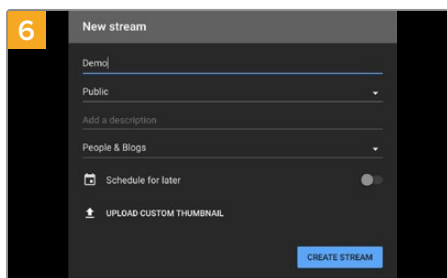 6
New stream
Demo
Public
Add a description
People & Blogs
Schedule for later
UPLOAD CUSTOM THUMBNAIL
CREATE STREAM